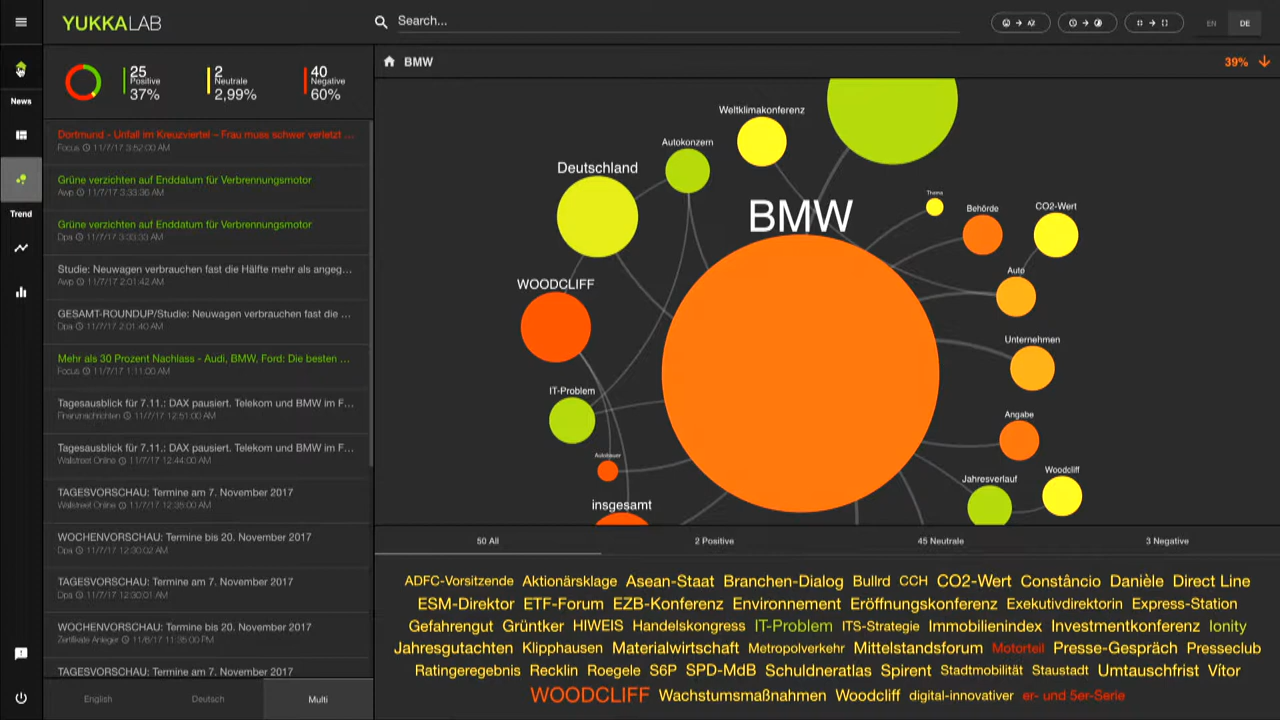 YUKKALAB
Search...
EN
DE
News
Trend
25
Positive
37%
2
Neutrale
2,99%
40
Negative
60%
BMW
39%
Dortmund - Unfall im Kreuzviertel – Frau muss schwer verletzt ...
Focus 11/7/17 3:52:00 AM
Grüne verzichten auf Enddatum für Verbrennungsmotor
Awp 11/7/17 3:33:36 AM
Grüne verzichten auf Enddatum für Verbrennungsmotor
Dpa 11/7/17 3:33:33 AM
Studie: Neuwagen verbrauchen fast die Hälfte mehr als angeg...
Awp 11/7/17 2:01:42 AM
GESAMT-ROUNDUP/Studie: Neuwagen verbrauchen fast die ...
Dpa 11/7/17 2:01:40 AM
Mehr als 30 Prozent Nachlass - Audi, BMW, Ford: Die besten ...
Focus 11/7/17 1:11:00 AM
Tagesausblick für 7.11.: DAX pausiert. Telekom und BMW im F...
Finanznachrichten 11/7/17 12:51:00 AM
Tagesausblick für 7.11.: DAX pausiert. Telekom und BMW im F...
Wallstreet Online 11/7/17 12:44:00 AM
TAGESVORSCHAU: Termine am 7. November 2017
Wallstreet Online 11/7/17 12:35:00 AM
WOCHENVORSCHAU: Termine bis 20. November 2017
Dpa 11/7/17 12:30:02 AM
TAGESVORSCHAU: Termine am 7. November 2017
Dpa 11/7/17 12:30:01 AM
WOCHENVORSCHAU: Termine bis 20. November 2017
Zertifikate Anleger 11/6/17 11:35:00 PM
TAGESVORSCHAU: Termine am 7. November 2017
English
Deutsch
Multi
Weltklimakonferenz
Autokonzern
Deutschland
Thema
Behörde
CO2-Wert
BMW
Auto
WOODCLIFF
Unternehmen
IT-Problem
Angabe
Autobauer
Jahresverlauf
Woodcliff
insgesamt
50 All
2 Positive
45 Neutrale
3 Negative
ADFC-Vorsitzende Aktionärsklage Asean-Staat Branchen-Dialog Bullrd CCH CO2-Wert Constâncio Danièle Direct Line
ESM-Direktor ETF-Forum EZB-Konferenz Environnement Eröffnungskonferenz Exekutivdirektorin Express-Station
Gefahrengut Grüntker HIWEIS Handelskongress IT-Problem ITS-Strategie Immobilienindex Investmentkonferenz Ionity
Jahresgutachten Klipphausen Materialwirtschaft Metropolverkehr Mittelstandsforum Motorteil Presse-Gespräch Presseclub
Ratingeregebnis Recklin Roegele S6P SPD-MdB Schuldneratlas Spirent Stadtmobilität Staustadt Umtauschfrist Vítor
WOODCLIFF Wachstumsmaßnahmen Woodcliff digital-innovativer er- und 5er-Serie